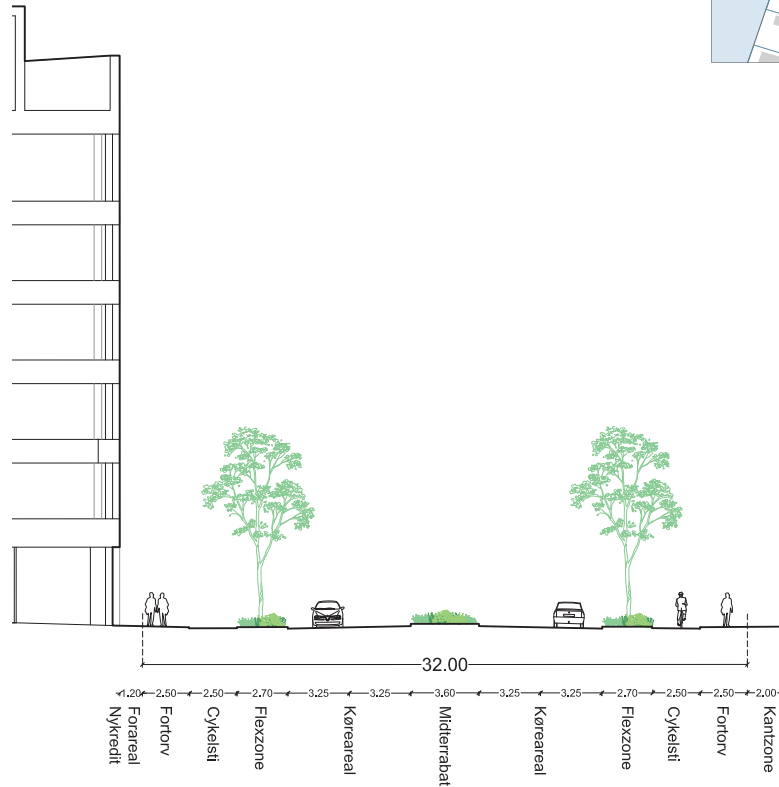 32.00
1.20 2.50 2.50 2.70 3.25 3.25 3.60 3.25 3.25 2.70 2.50 2.50 2.00
Forareal
Nykredit
Fortorv
Cykelsti
Flexzone
Køreareal
Midterrabat
Køreareal
Flexzone
Cykelsti
Fortorv
Kantzone